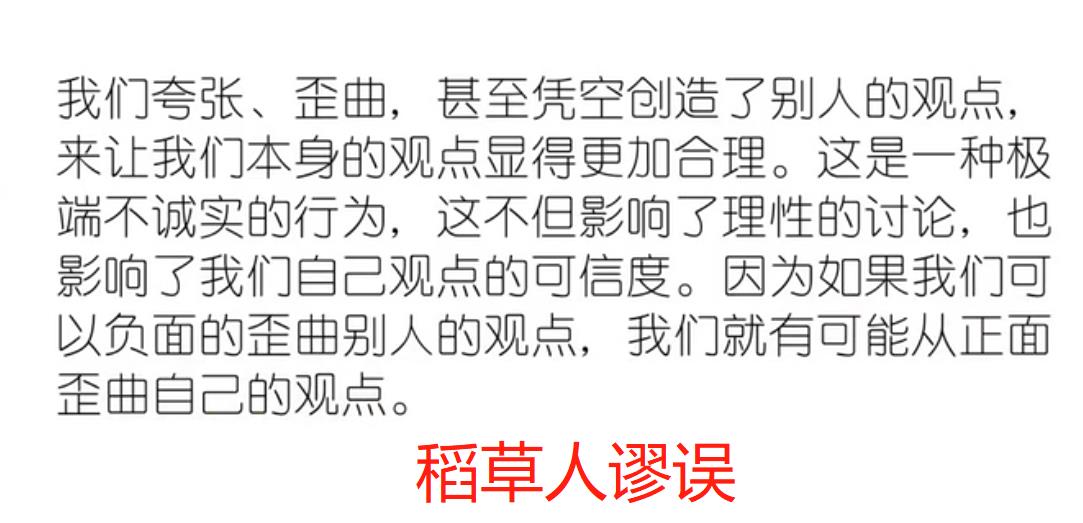 我们夸张、歪曲，甚至凭空创造了别人的观点，
来让我们本身的观点显得更加合理。这是一种极
端不诚实的行为，这不但影响了理性的讨论，也
影响了我们自己观点的可信度。因为如果我们可
以负面的歪曲别人的观点，我们就有可能从正面
歪曲自己的观点。
稻草人谬误